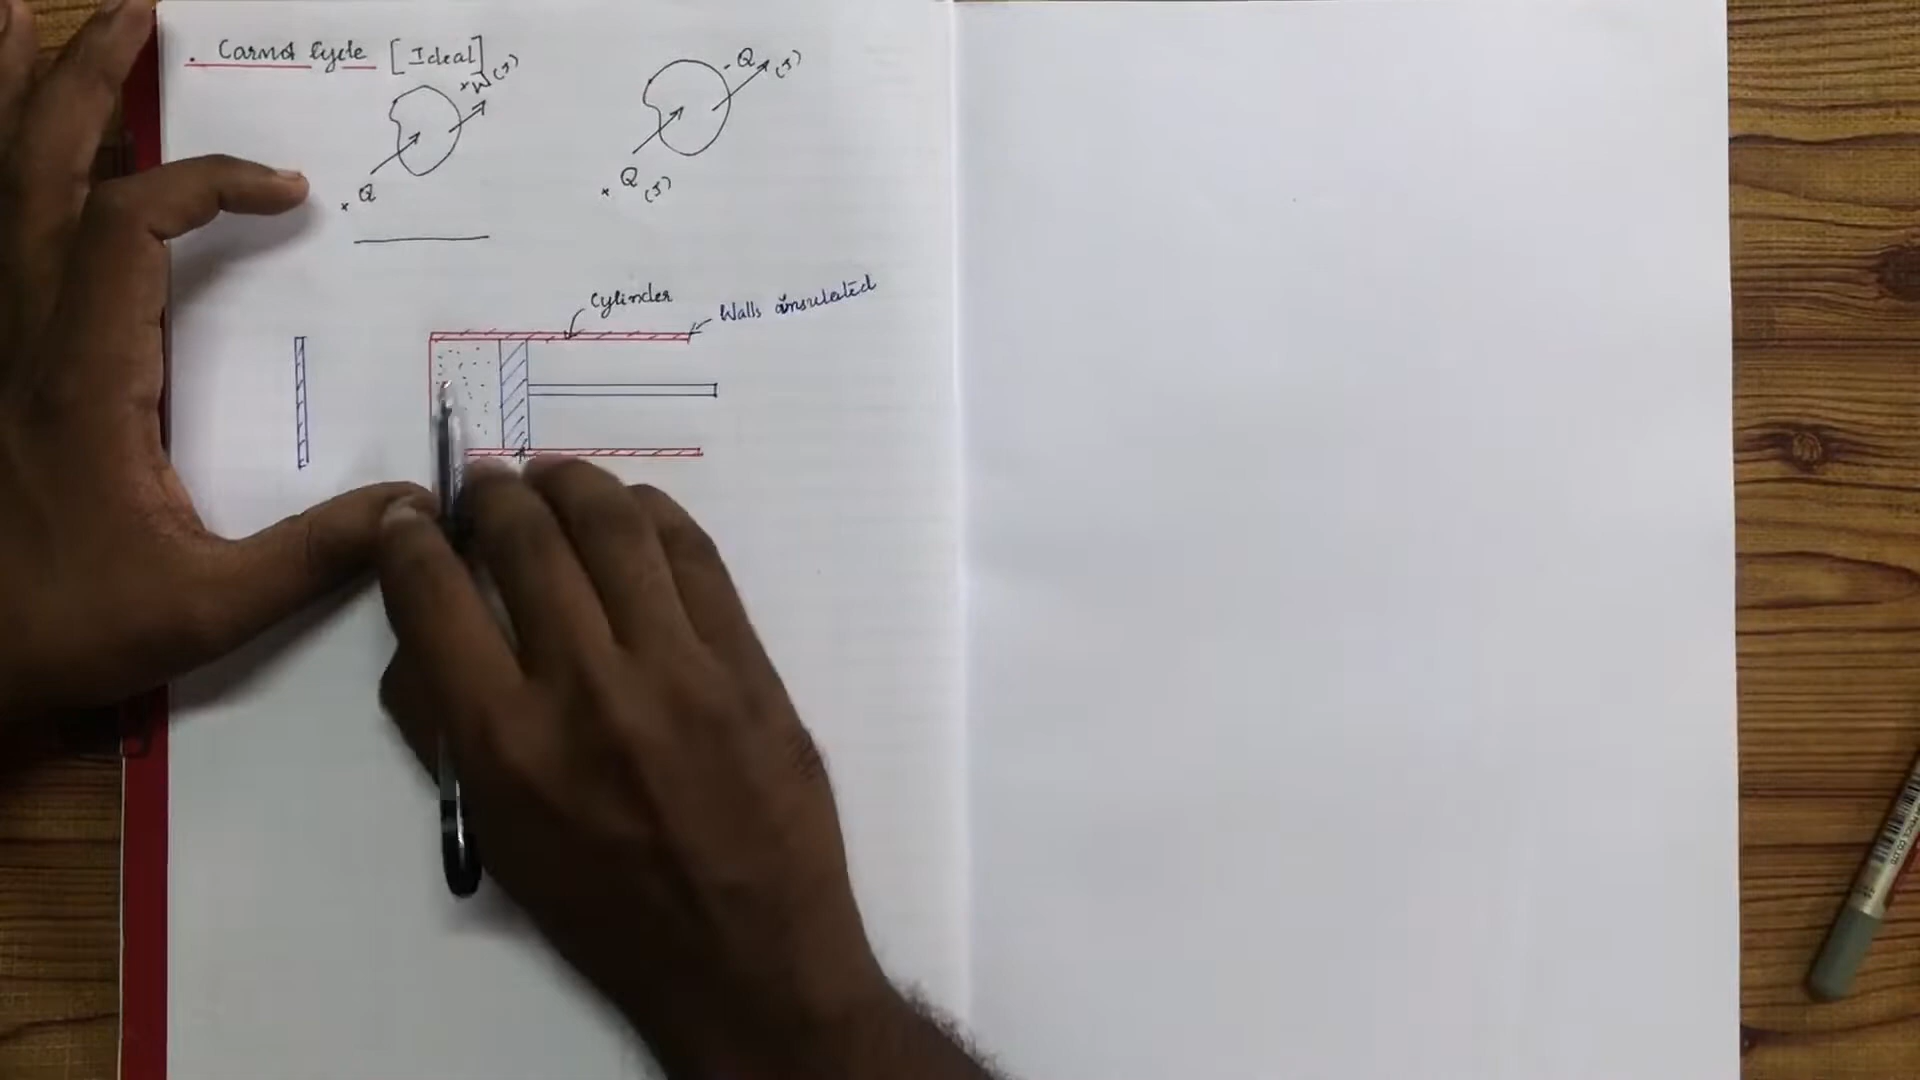 . Carnot Cycle [Ideal]
+W (J)
+ Q
- Q (J)
+ Q (J)
Cylinder
Walls insulated